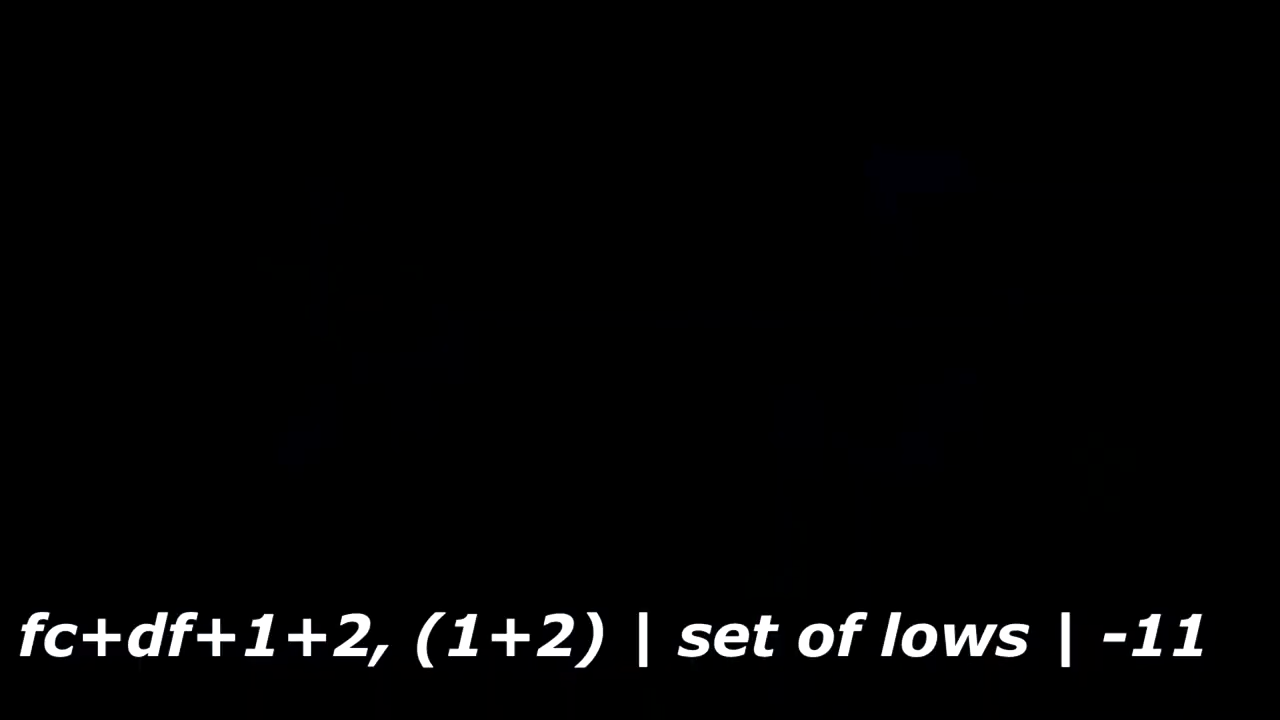 fc+df+1+2, (1+2) | set of lows | -11